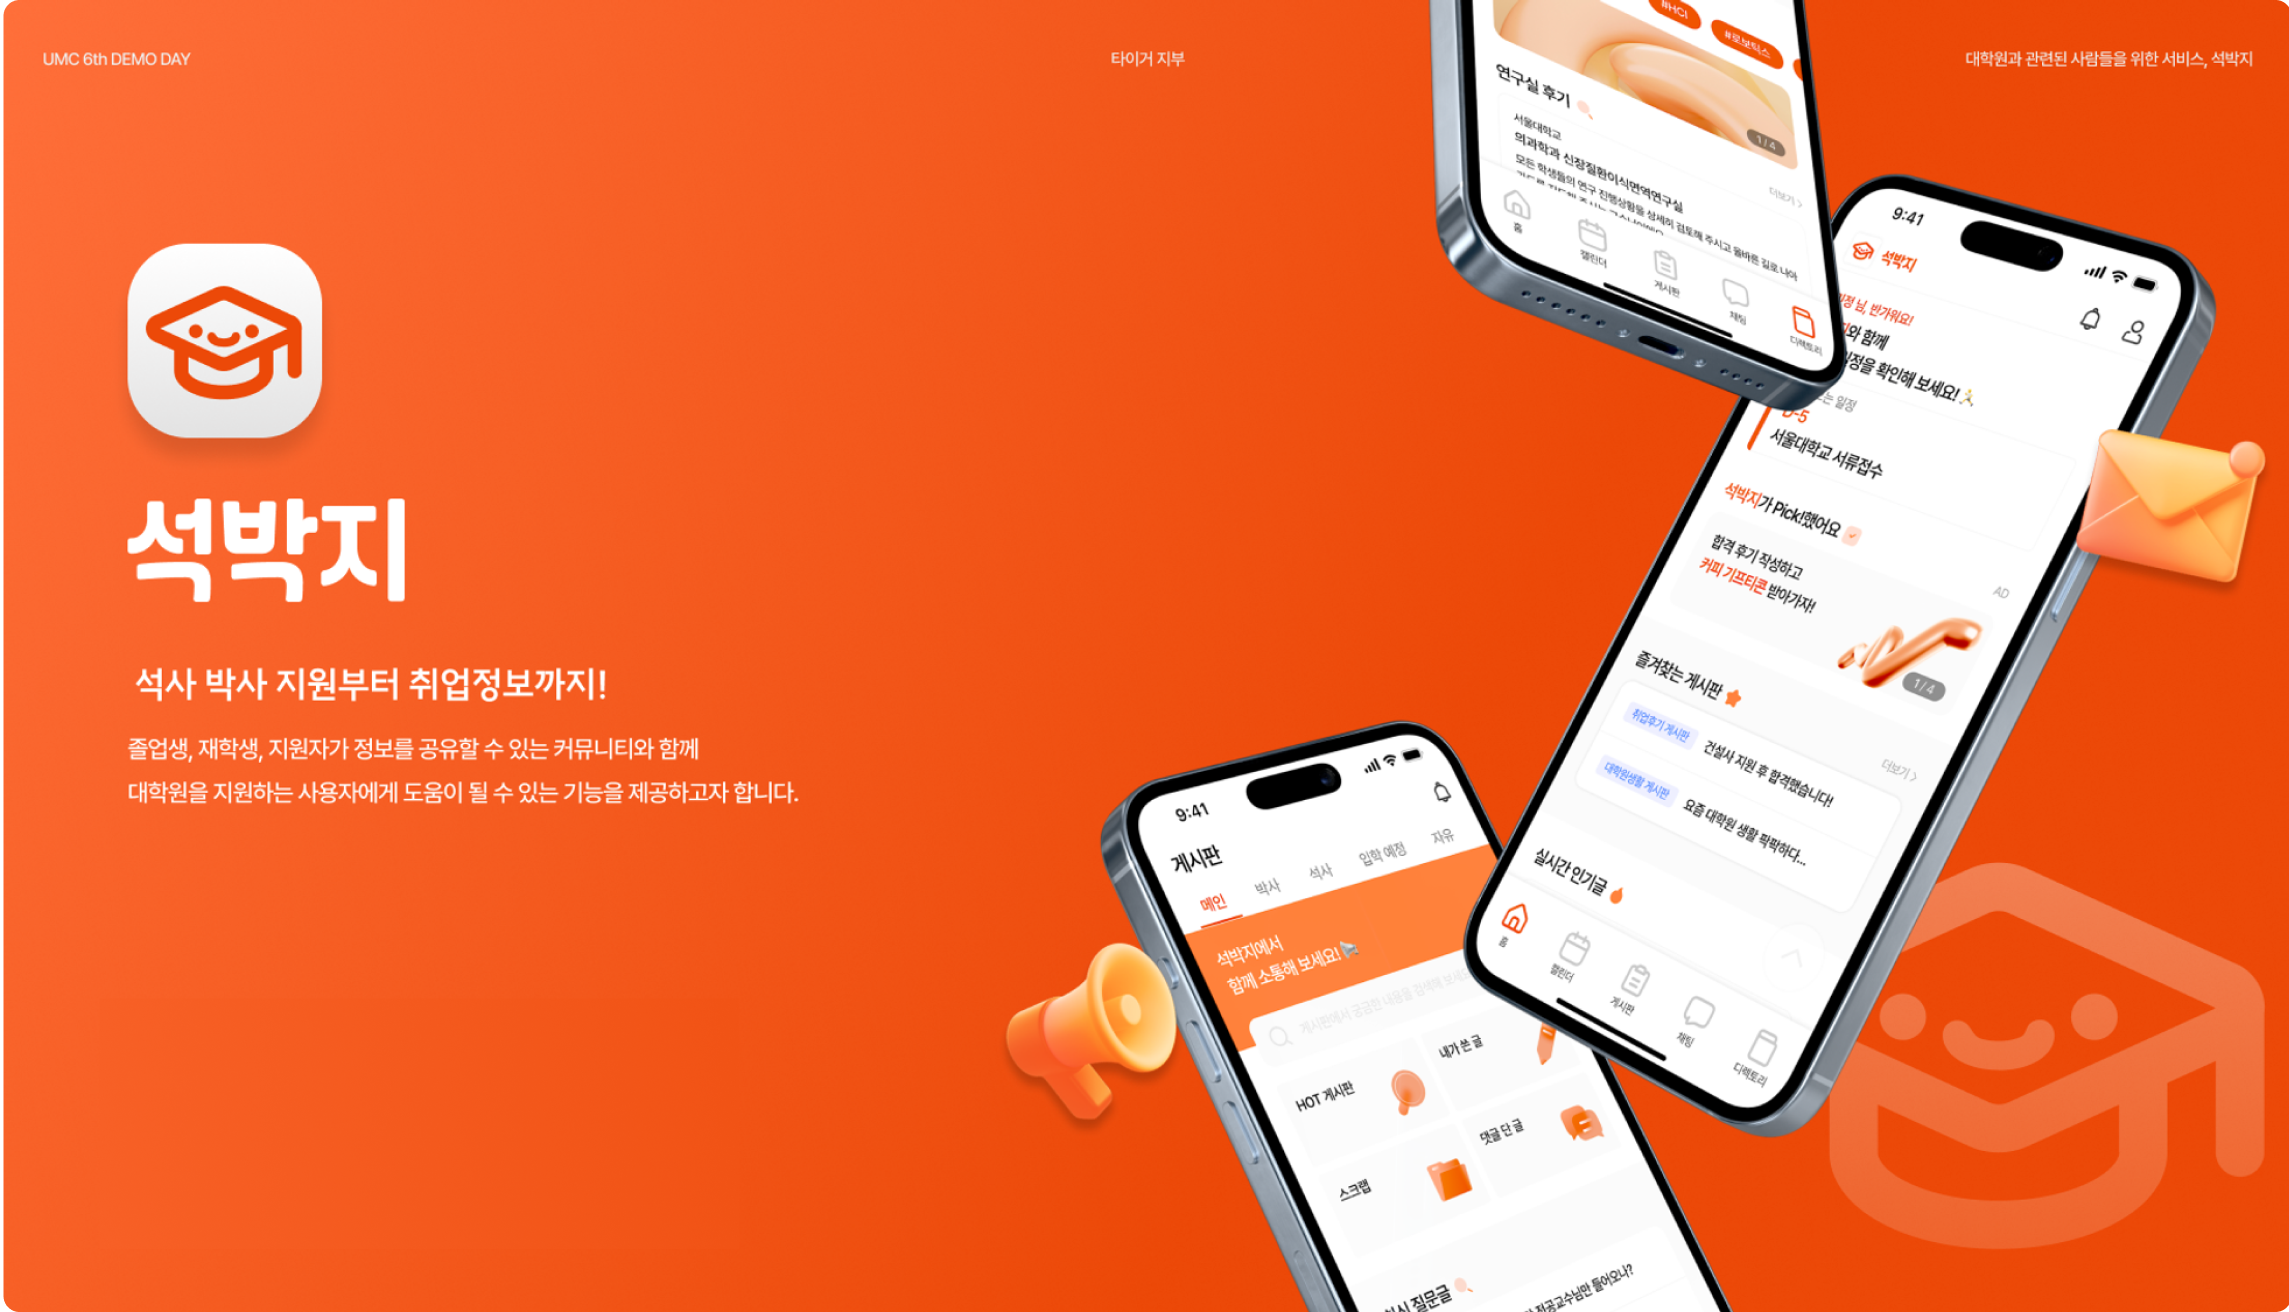 UMC 6th DEMO DAY
타이거 지부
대학원과 관련된 사람들을 위한 서비스, 석박지
석박지
석사 박사 지원부터 취업정보까지!
졸업생, 재학생, 지원자가 정보를 공유할 수 있는 커뮤니티와 함께
대학원을 지원하는 사용자에게 도움이 될 수 있는 기능을 제공하고자 합니다.
#HCI
#로보틱스
1/4
연구실 후기
서울대학교
의과학과 신장질환이식면역연구실
더보기
모든 학생들의 연구 진행상황을 상세히 검토해 주시고 올바른 길로 나아
홈
캘린더
게시판
채팅
디렉토리
9:41
석박지
님, 반가워요!
와 함께
일정을 확인해 보세요!
일정
D-5
서울대학교 서류접수
석박지가 Pick!했어요
합격 후기 작성하고
커피 기프티콘 받아가자!
AD
1/4
즐겨찾는 게시판
더보기
취업후기 게시판 건설사 지원 후 합격했습니다!
대학원생활 게시판 요즘 대학원 생활 팍팍하다...
실시간 인기글
홈
캘린더
게시판
채팅
디렉토리
9:41
게시판
메인 박사 석사 입학 예정 자유
석박지에서
함께 소통해 보세요!
게시판에서 궁금한 내용을 검색해
HOT 게시판
내가 쓴 글
스크랩
댓글 단 글
질문글
전공교수님만 들어오나?